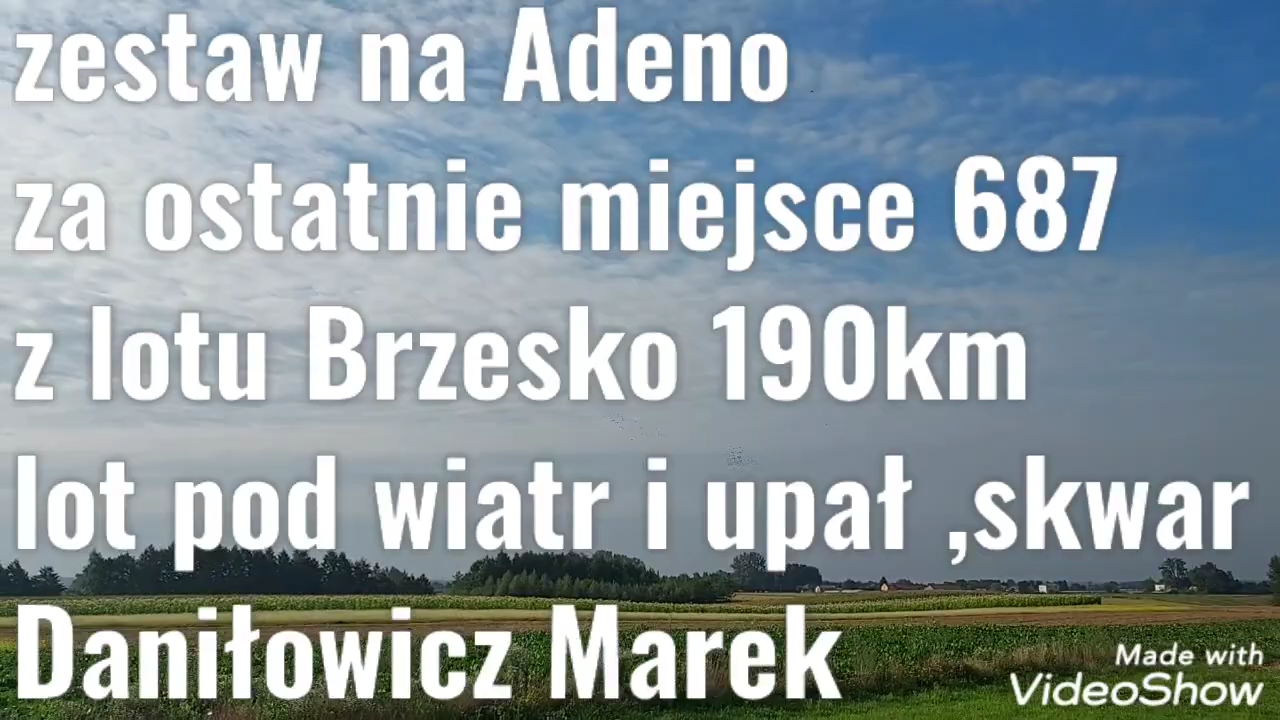 zestaw na Adeno
za ostatnie miejsce 687
z lotu Brzesko 190km
lot pod wiatr i upał ,skwar
Daniłowicz Marek
Made with
VideoShow